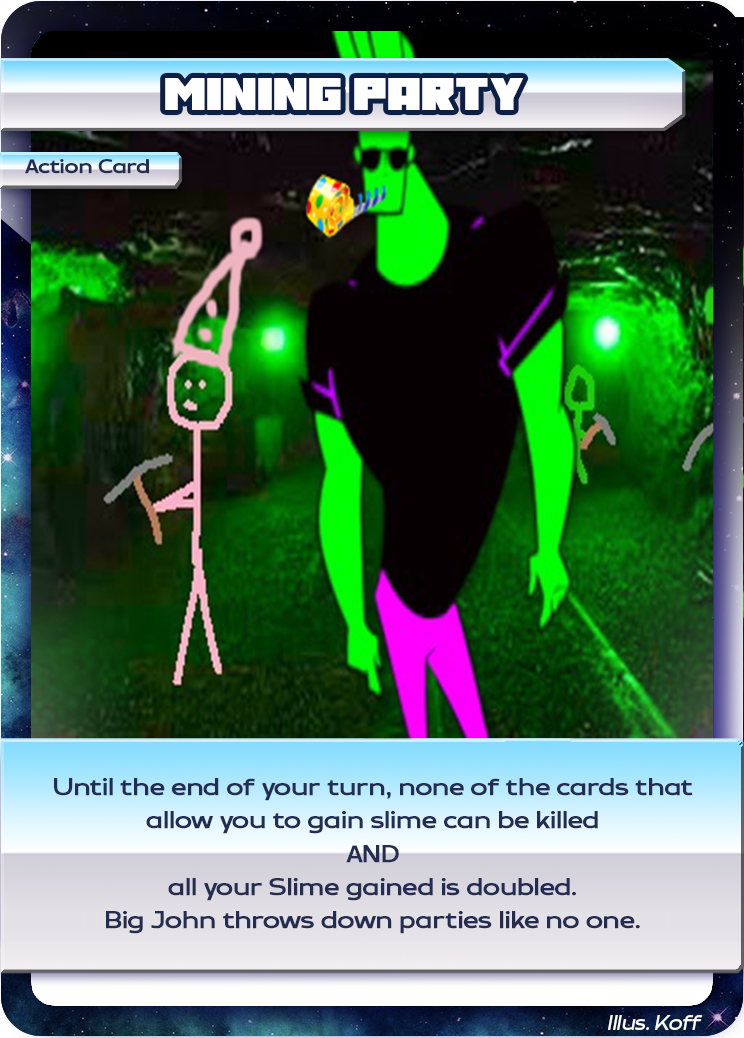 MINING PARTY
Action Card
Until the end of your turn, none of the cards that
allow you to gain slime can be killed
AND
all your Slime gained is doubled.
Big John throws down parties like no one.
Illus. Koff